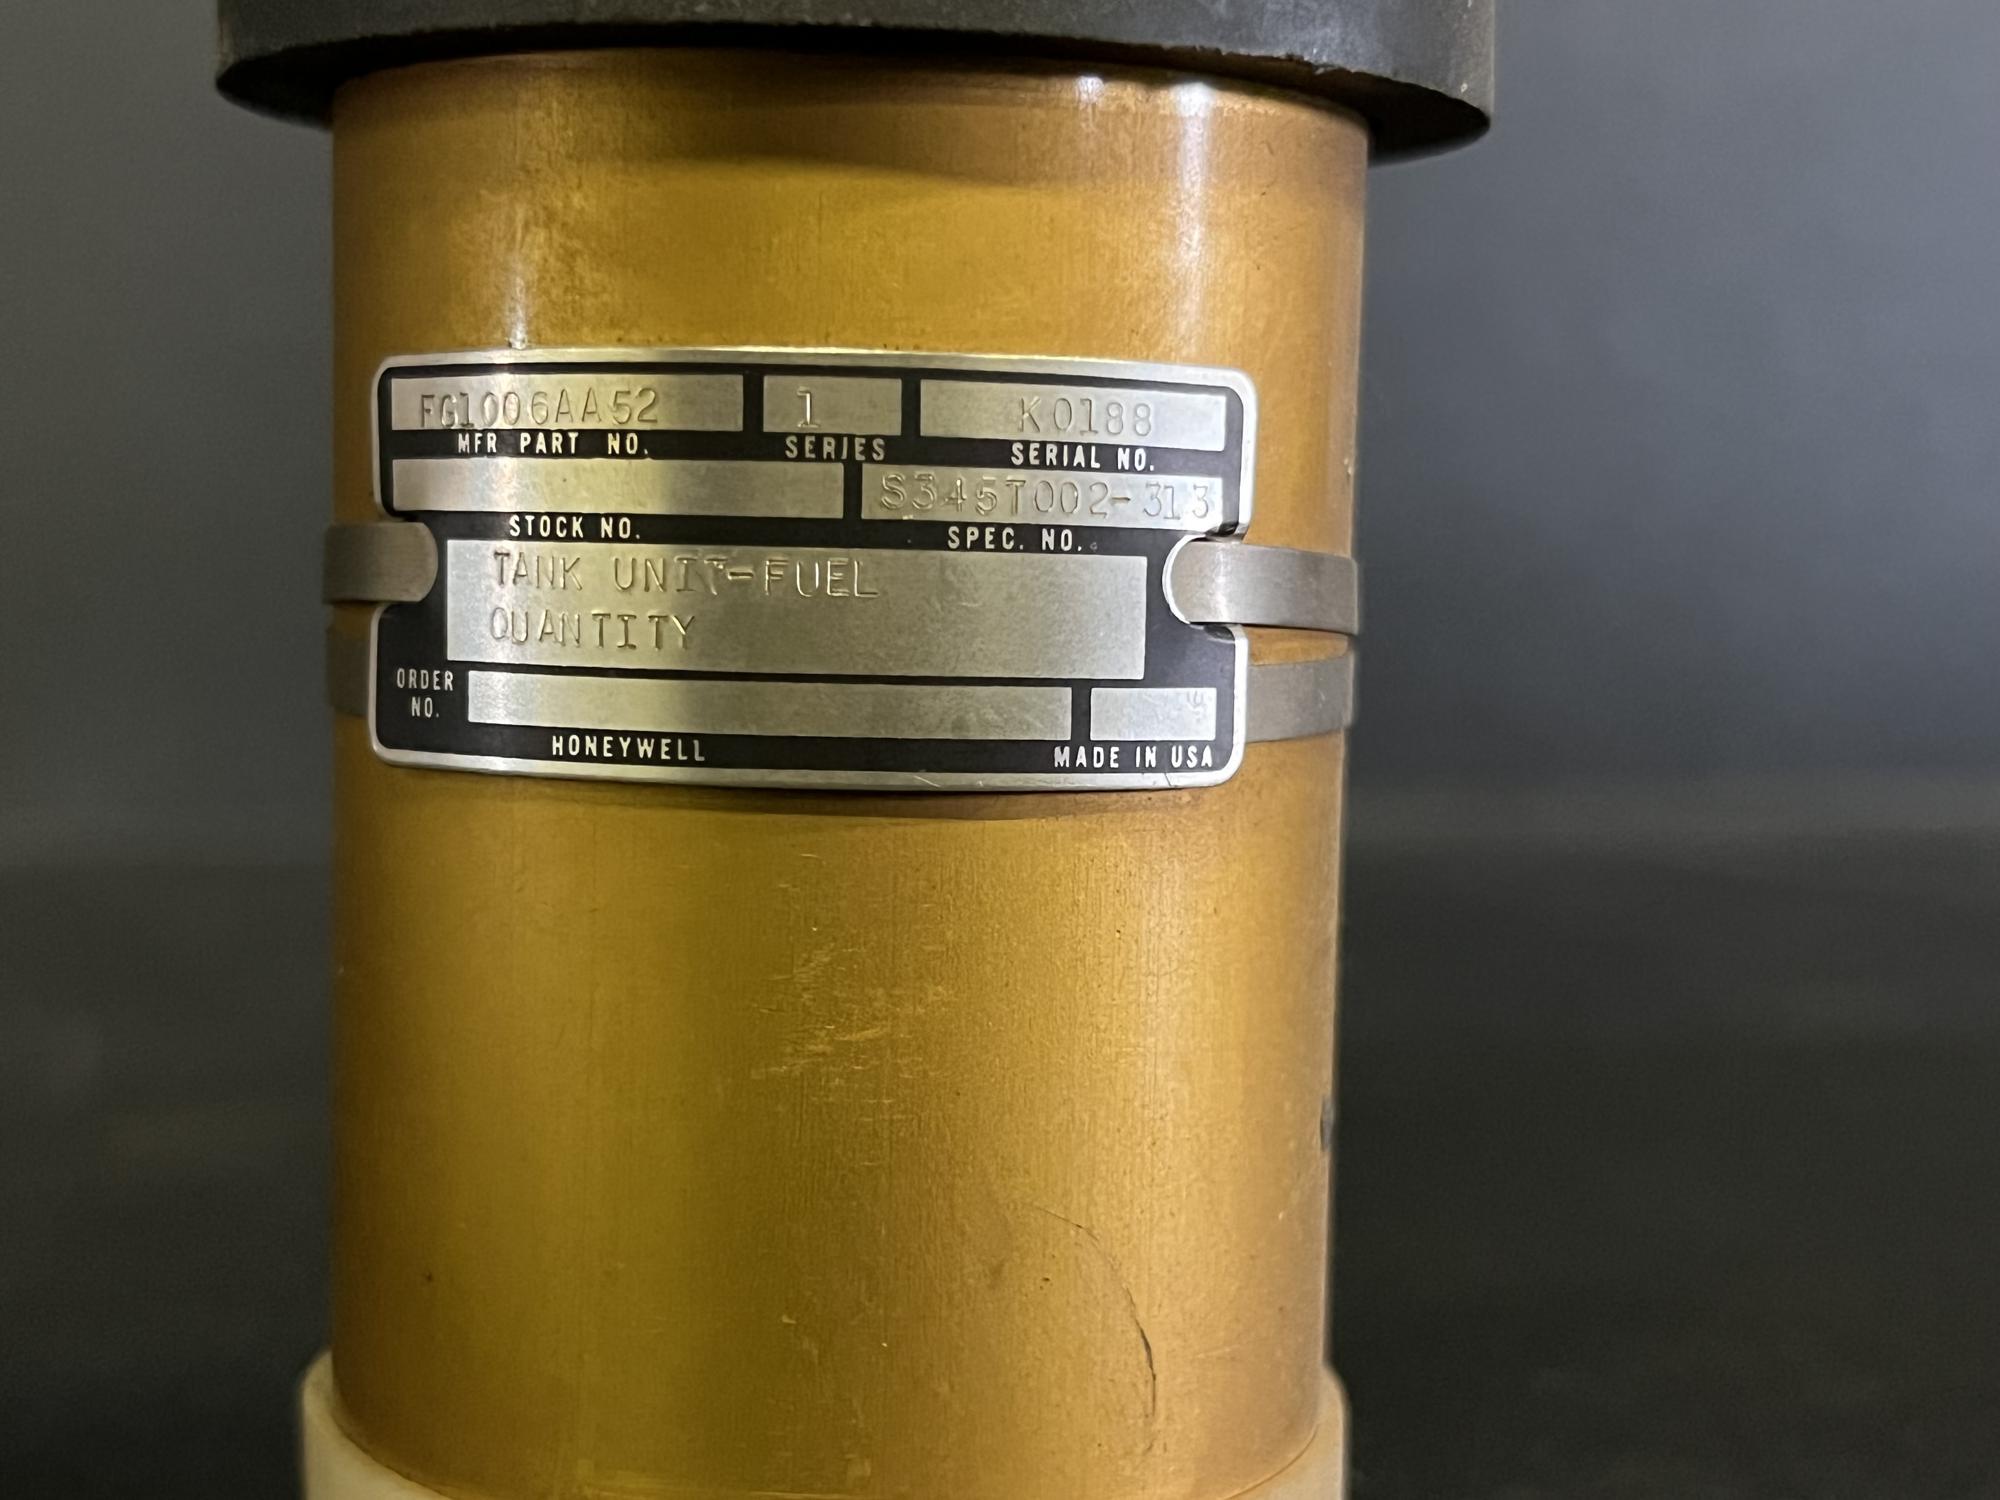 FG1006AA52 1 K0188
MFR PART NO. SERIES SERIAL NO.
S345T002-313
STOCK NO. SPEC. NO.
TANK UNIT-FUEL
QUANTITY
ORDER
NO.
HONEYWELL MADE IN USA